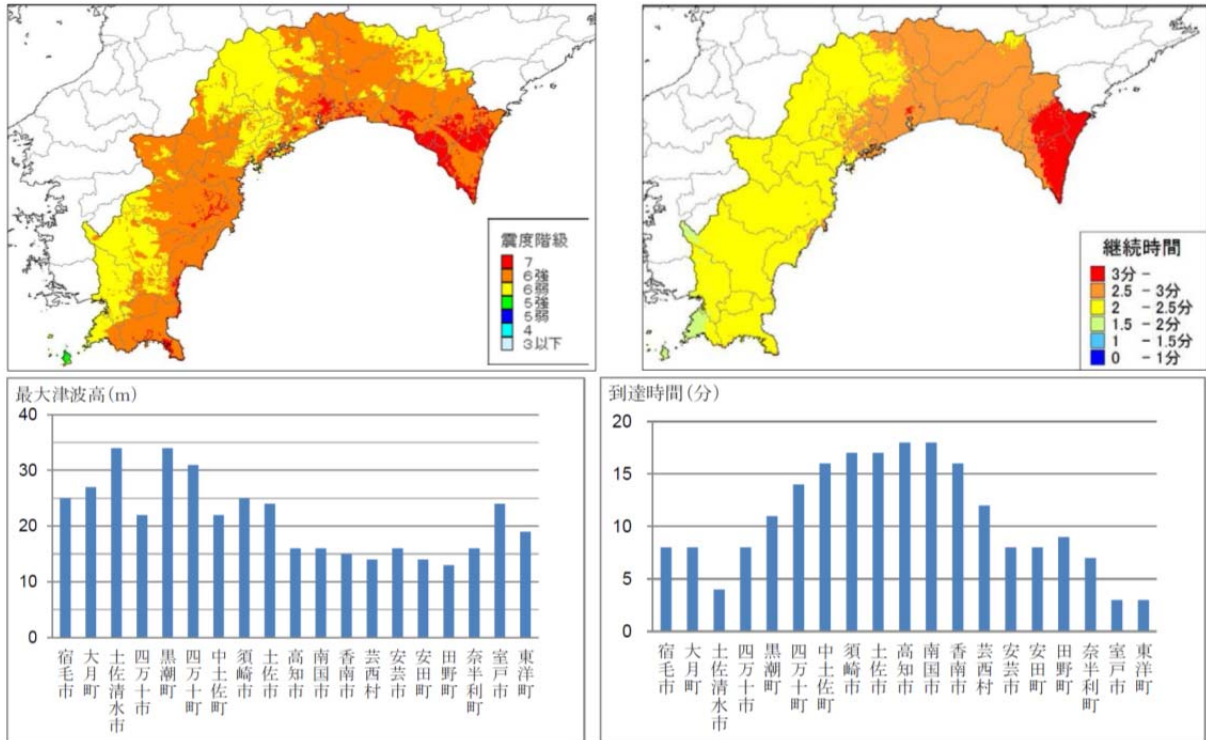 震度階級
7
6強
6弱
5強
5弱
4
3以下
継続時間
3分 -
2.5 - 3分
2 - 2.5分
1.5 - 2分
1 - 1.5分
0 - 1分
最大津波高(m)
40
30
20
10
0
宿毛市
大月町
土佐清水市
四万十市
黒潮町
四万十町
中土佐町
須崎市
土佐市
高知市
南国市
香南市
芸西村
安芸市
安田町
田野町
奈半利町
室戸市
東洋町
到達時間(分)
20
15
10
5
0
宿毛市
大月町
土佐清水市
四万十市
黒潮町
四万十町
中土佐町
須崎市
土佐市
高知市
南国市
香南市
芸西村
安芸市
安田町
田野町
奈半利町
室戸市
東洋町